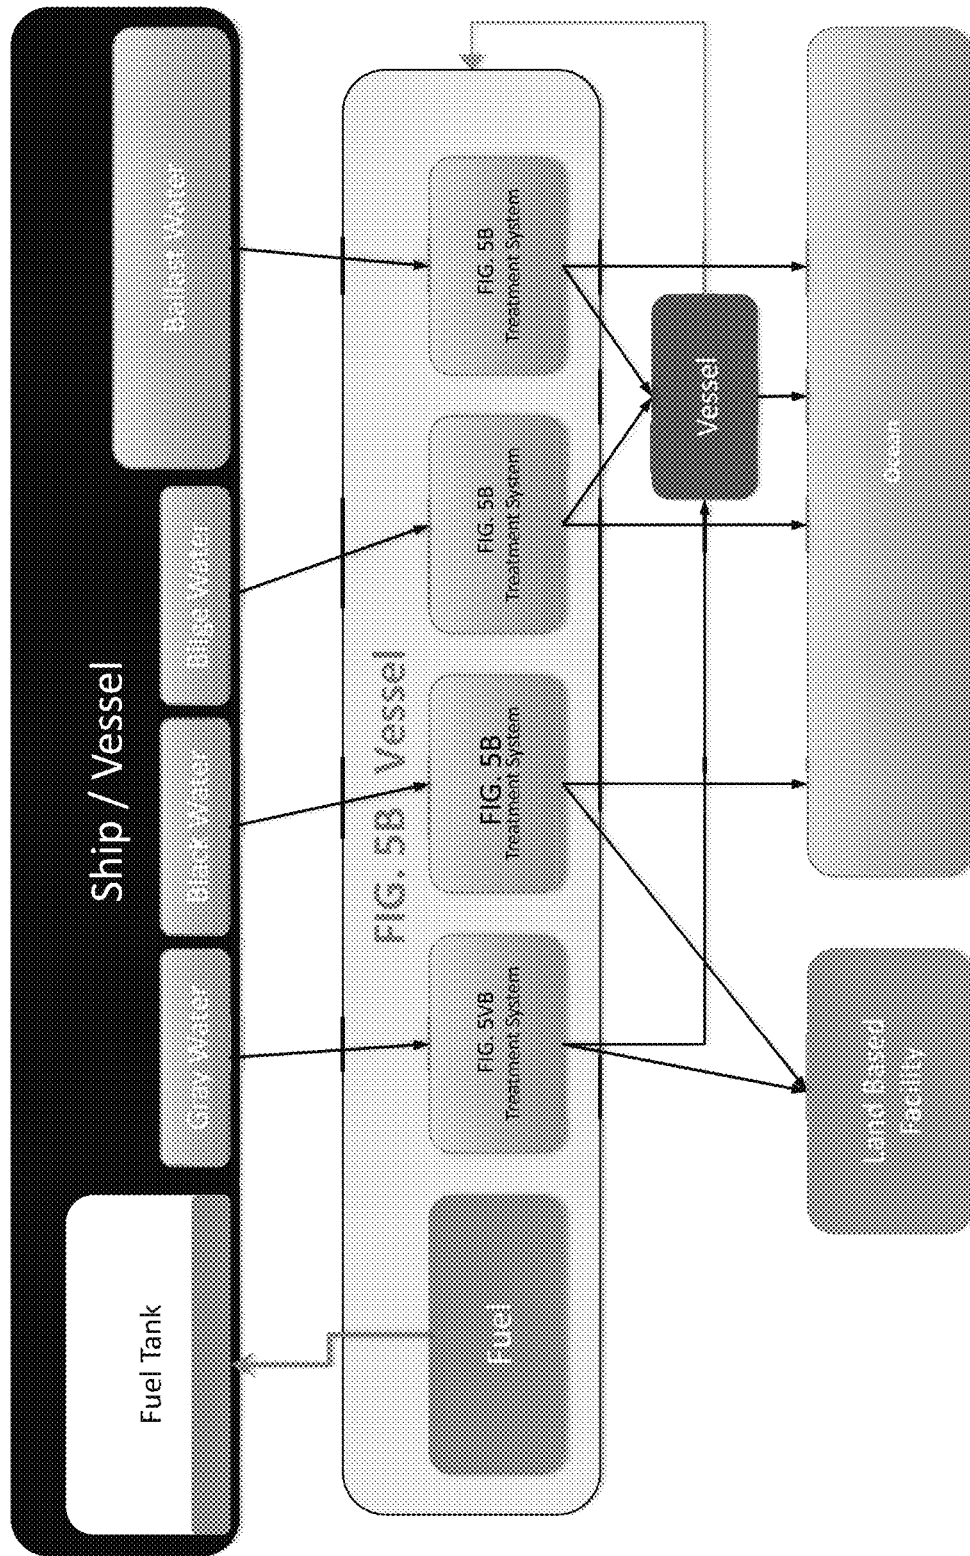 Ship / Vessel
Fuel Tank
Gray Water
Black Water
Bilge Water
Ballast Water
FIG. 5B Vessel
Fuel
FIG. 5VB
Treatment System
FIG. 5B
Treatment System
FIG. 5B
Treatment System
FIG. 5B
Treatment System
Vessel
Land Based
Facility
Ocean